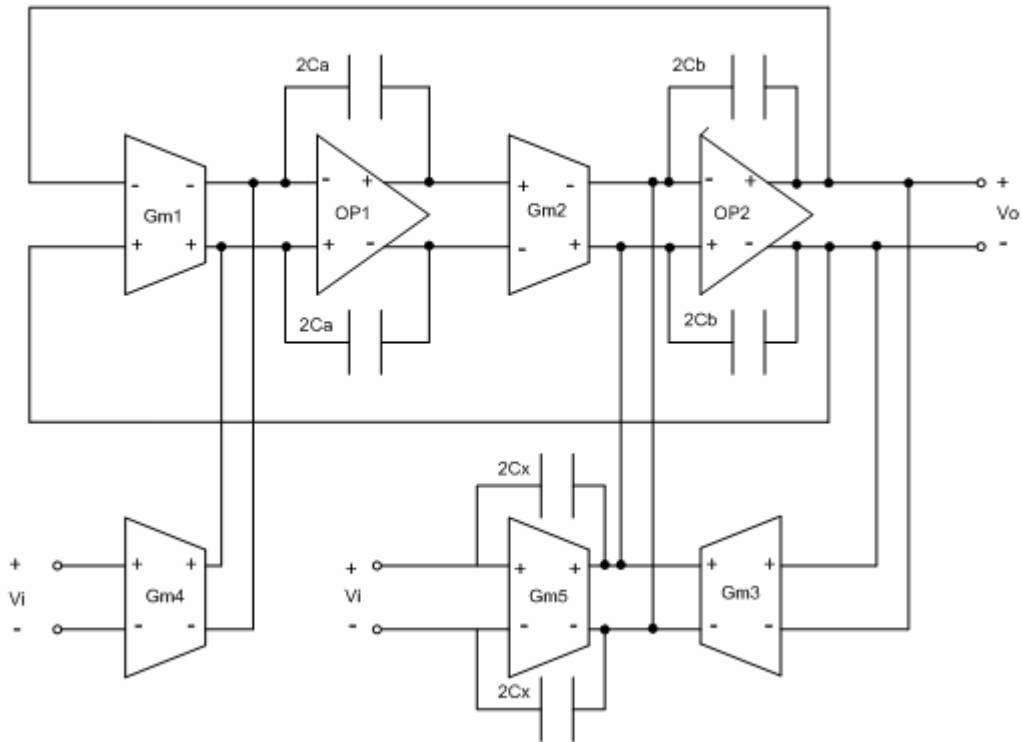 2Ca 2Cb
- - - + + - - + +
Gm1 OP1 Gm2 OP2 Vo
+ + + - - + + - -
2Ca 2Cb
2Cx
+ + + + + + + +
Vi Gm4 Vi Gm5 Gm3
- - - - - - - -
2Cx